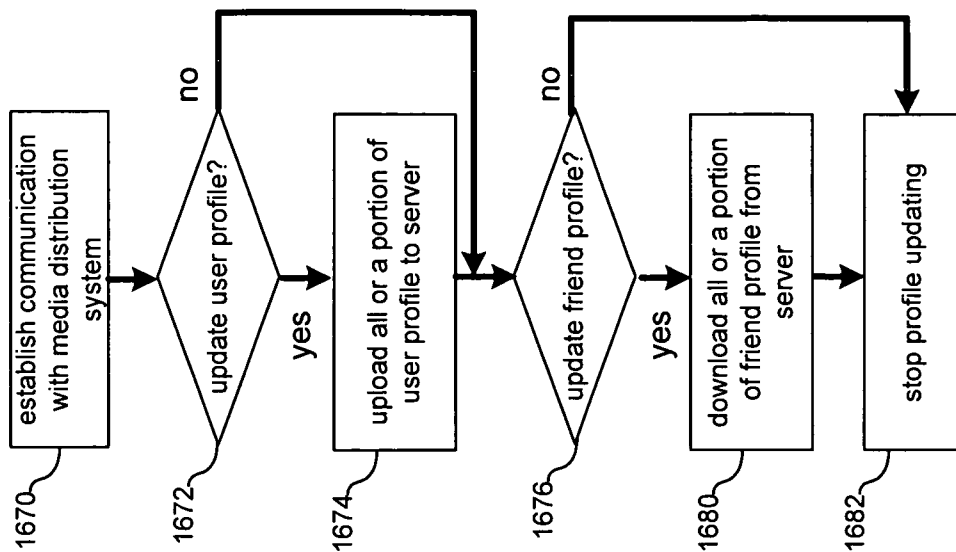 1670
establish communication
with media distribution
system
1672
update user profile?
no
yes
1674
upload all or a portion of
user profile to server
1676
update friend profile?
no
yes
1680
download all or a portion
of friend profile from
server
1682
stop profile updating